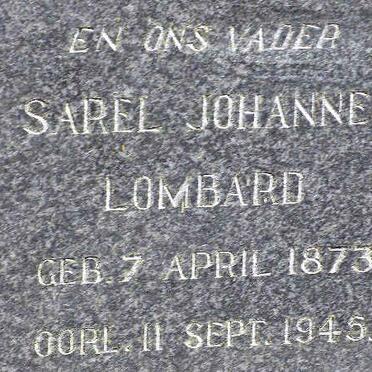 EN ONS VADER
SAREL JOHANNE
LOMBARD
GEB. 7 APRIL 1873
OORL. 11 SEPT. 1945.